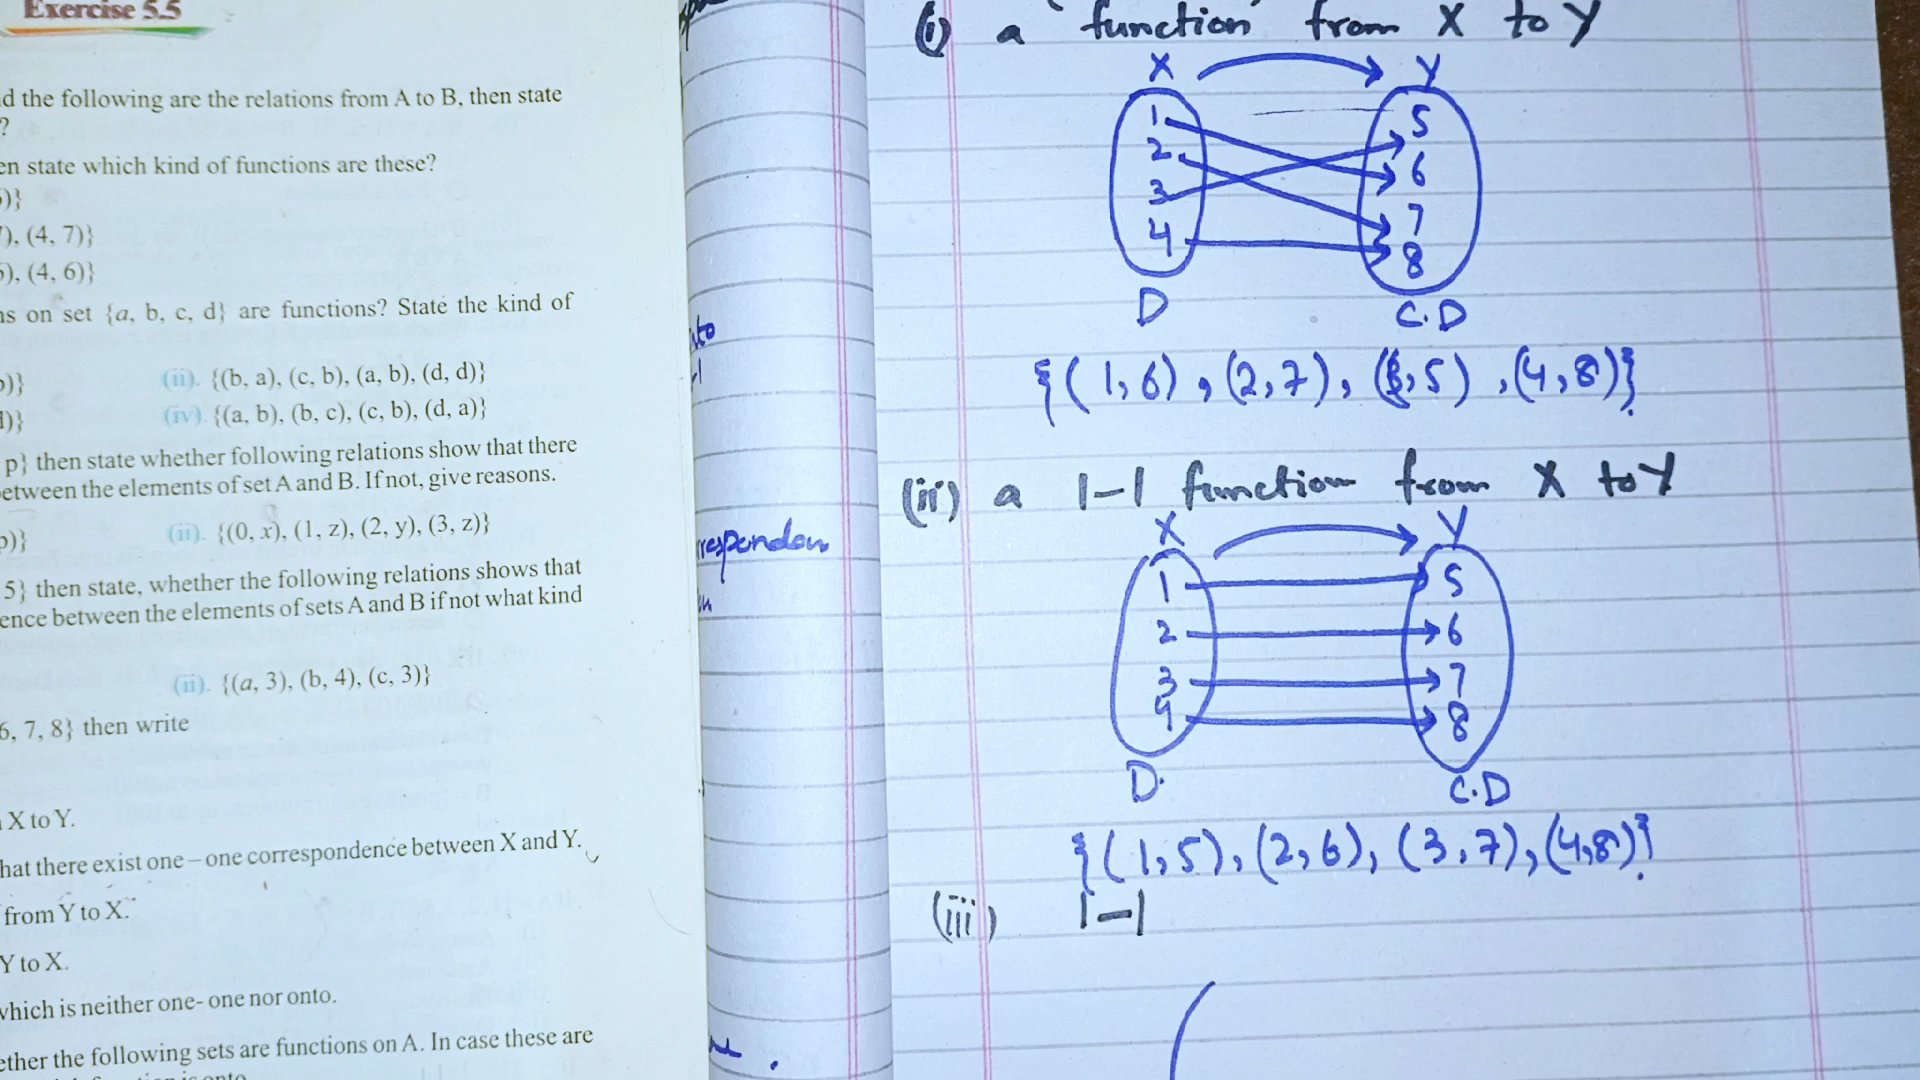 Exercise 5.5
d the following are the relations from A to B, then state
?
en state which kind of functions are these?
)}
), (4, 7)}
), (4, 6)}
ns on set {a, b, c, d} are functions? State the kind of
)}
(ii). {(b, a), (c, b), (a, b), (d, d)}
)}
(iv). {(a, b), (b, c), (c, b), (d, a)}
p} then state whether following relations show that there
etween the elements of set A and B. If not, give reasons.
p)}
(ii). {(0, x), (1, z), (2, y), (3, z)}
5} then state, whether the following relations shows that
ence between the elements of sets A and B if not what kind
(ii). {(a, 3), (b, 4), (c, 3)}
6, 7, 8} then write
X to Y.
hat there exist one – one correspondence between X and Y.
from Y to X.
Y to X.
which is neither one- one nor onto.
ether the following sets are functions on A. In case these are
respondon
(i) a function from X to Y
X Y
1 5
2 6
3 7
4 8
D C.D
{(1,6), (2,7), (3,5), (4,8)}
(ii) a 1-1 function from X to Y
X Y
1 5
2 6
3 7
4 8
D C.D
{(1,5), (2,6), (3,7), (4,8)}
(iii) 1-1